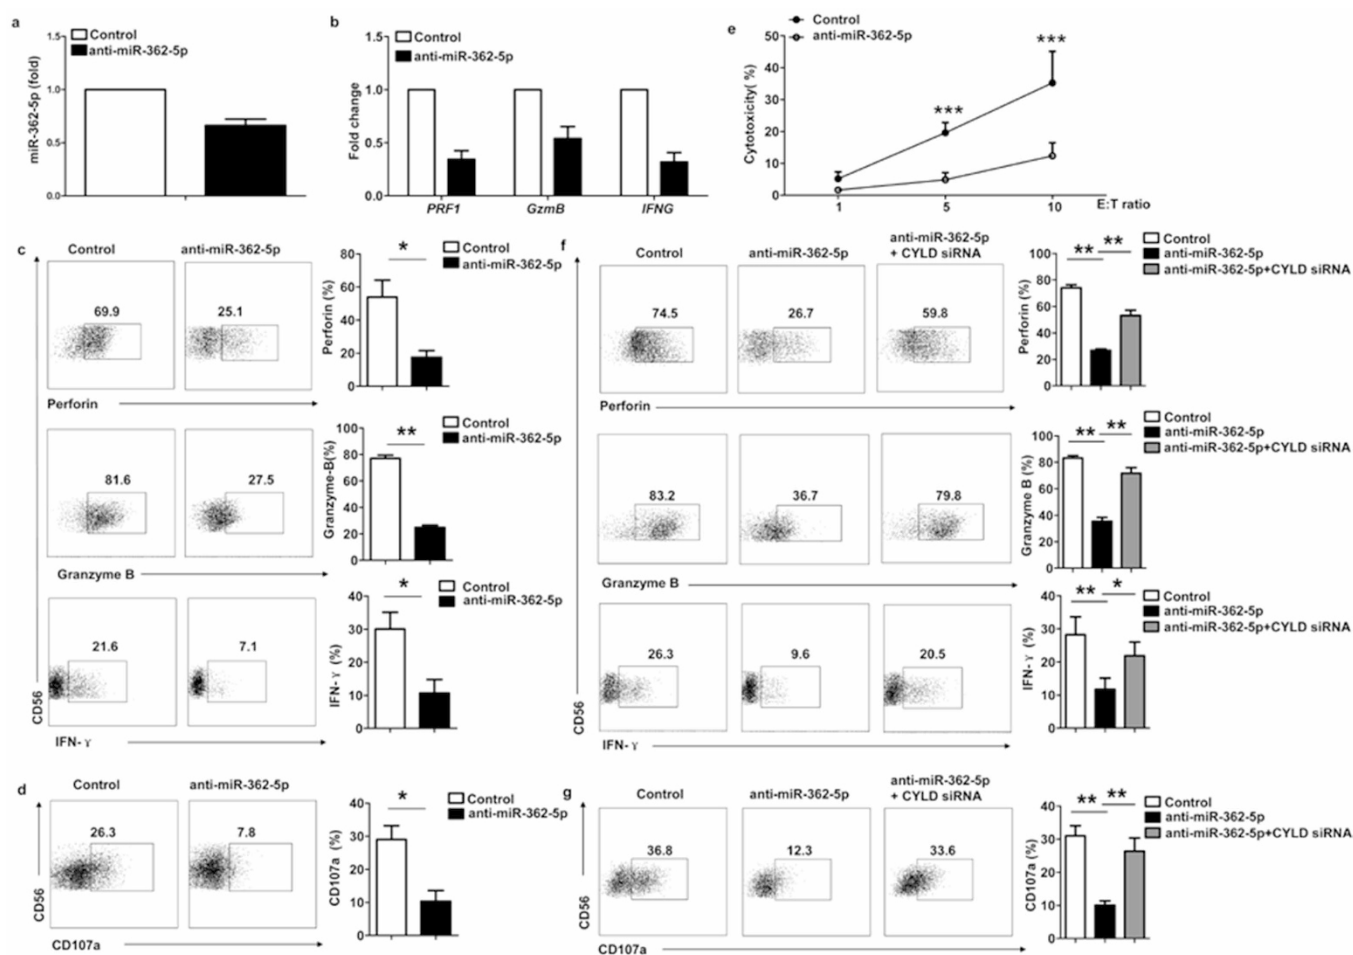 a
Control
anti-miR-362-5p
miR-362-5p (fold)
1.5
1.0
0.5
0.0
b
Control
anti-miR-362-5p
Fold change
1.5
1.0
0.5
0.0
PRF1 GzmB IFNG
e
Control
anti-miR-362-5p
Cytotoxicity( %)
50
40
30
20
10
0
*** ***
1 5 10 E:T ratio
c
Control anti-miR-362-5p
69.9 25.1
Perforin
Perforin (%)
80
60
40
20
0
*
Control
anti-miR-362-5p
81.6 27.5
Granzyme B
Granzyme-B(%)
100
80
60
40
20
0
**
Control
anti-miR-362-5p
21.6 7.1
CD56
IFN- γ
IFN- γ (%)
40
30
20
10
0
*
Control
anti-miR-362-5p
f
Control anti-miR-362-5p anti-miR-362-5p
+ CYLD siRNA
74.5 26.7 59.8
Perforin
Perforin (%)
100
80
60
40
20
0
** **
Control
anti-miR-362-5p
anti-miR-362-5p+CYLD siRNA
83.2 36.7 79.8
Granzyme B
Granzyme B (%)
100
80
60
40
20
0
** **
Control
anti-miR-362-5p
anti-miR-362-5p+CYLD siRNA
26.3 9.6 20.5
CD56
IFN- γ
IFN- γ (%)
40
30
20
10
0
** *
Control
anti-miR-362-5p
anti-miR-362-5p+CYLD siRNA
d
Control anti-miR-362-5p
26.3 7.8
CD56
CD107a
CD107a (%)
40
30
20
10
0
*
Control
anti-miR-362-5p
g
Control anti-miR-362-5p anti-miR-362-5p
+ CYLD siRNA
36.8 12.3 33.6
CD56
CD107a
CD107a (%)
40
30
20
10
0
** **
Control
anti-miR-362-5p
anti-miR-362-5p+CYLD siRNA